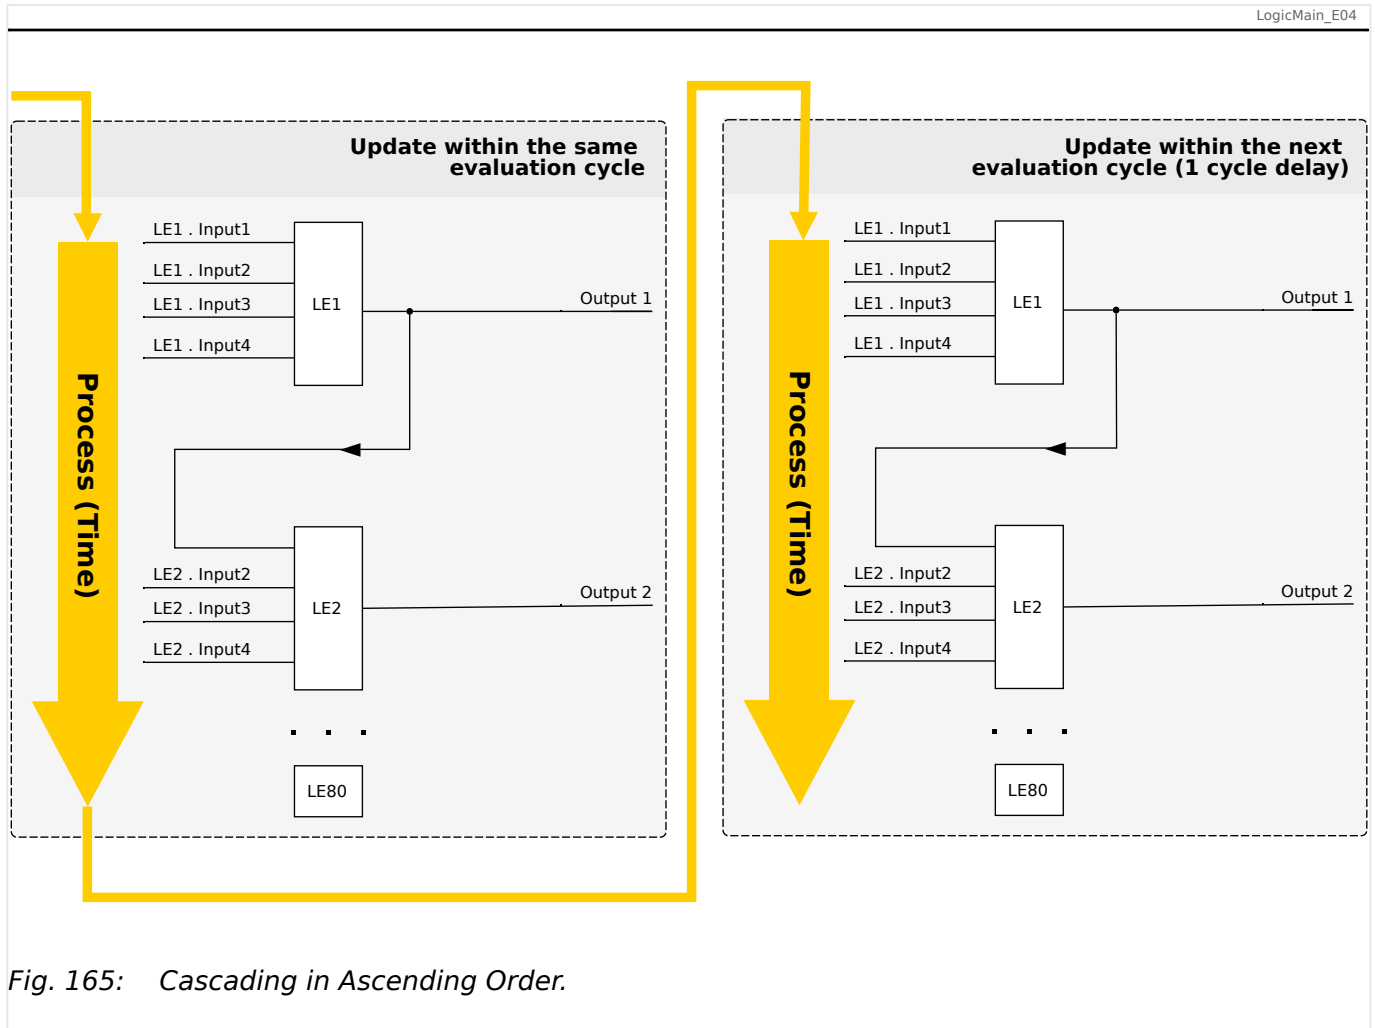 LogicMain_E04
Update within the same
evaluation cycle
LE1 . Input1
LE1 . Input2
LE1 . Input3
LE1 . Input4
LE1
Output 1
Process (Time)
LE2 . Input2
LE2 . Input3
LE2 . Input4
LE2
Output 2
. . .
LE80
Update within the next
evaluation cycle (1 cycle delay)
LE1 . Input1
LE1 . Input2
LE1 . Input3
LE1 . Input4
LE1
Output 1
Process (Time)
LE2 . Input2
LE2 . Input3
LE2 . Input4
LE2
Output 2
. . .
LE80
Fig. 165: Cascading in Ascending Order.